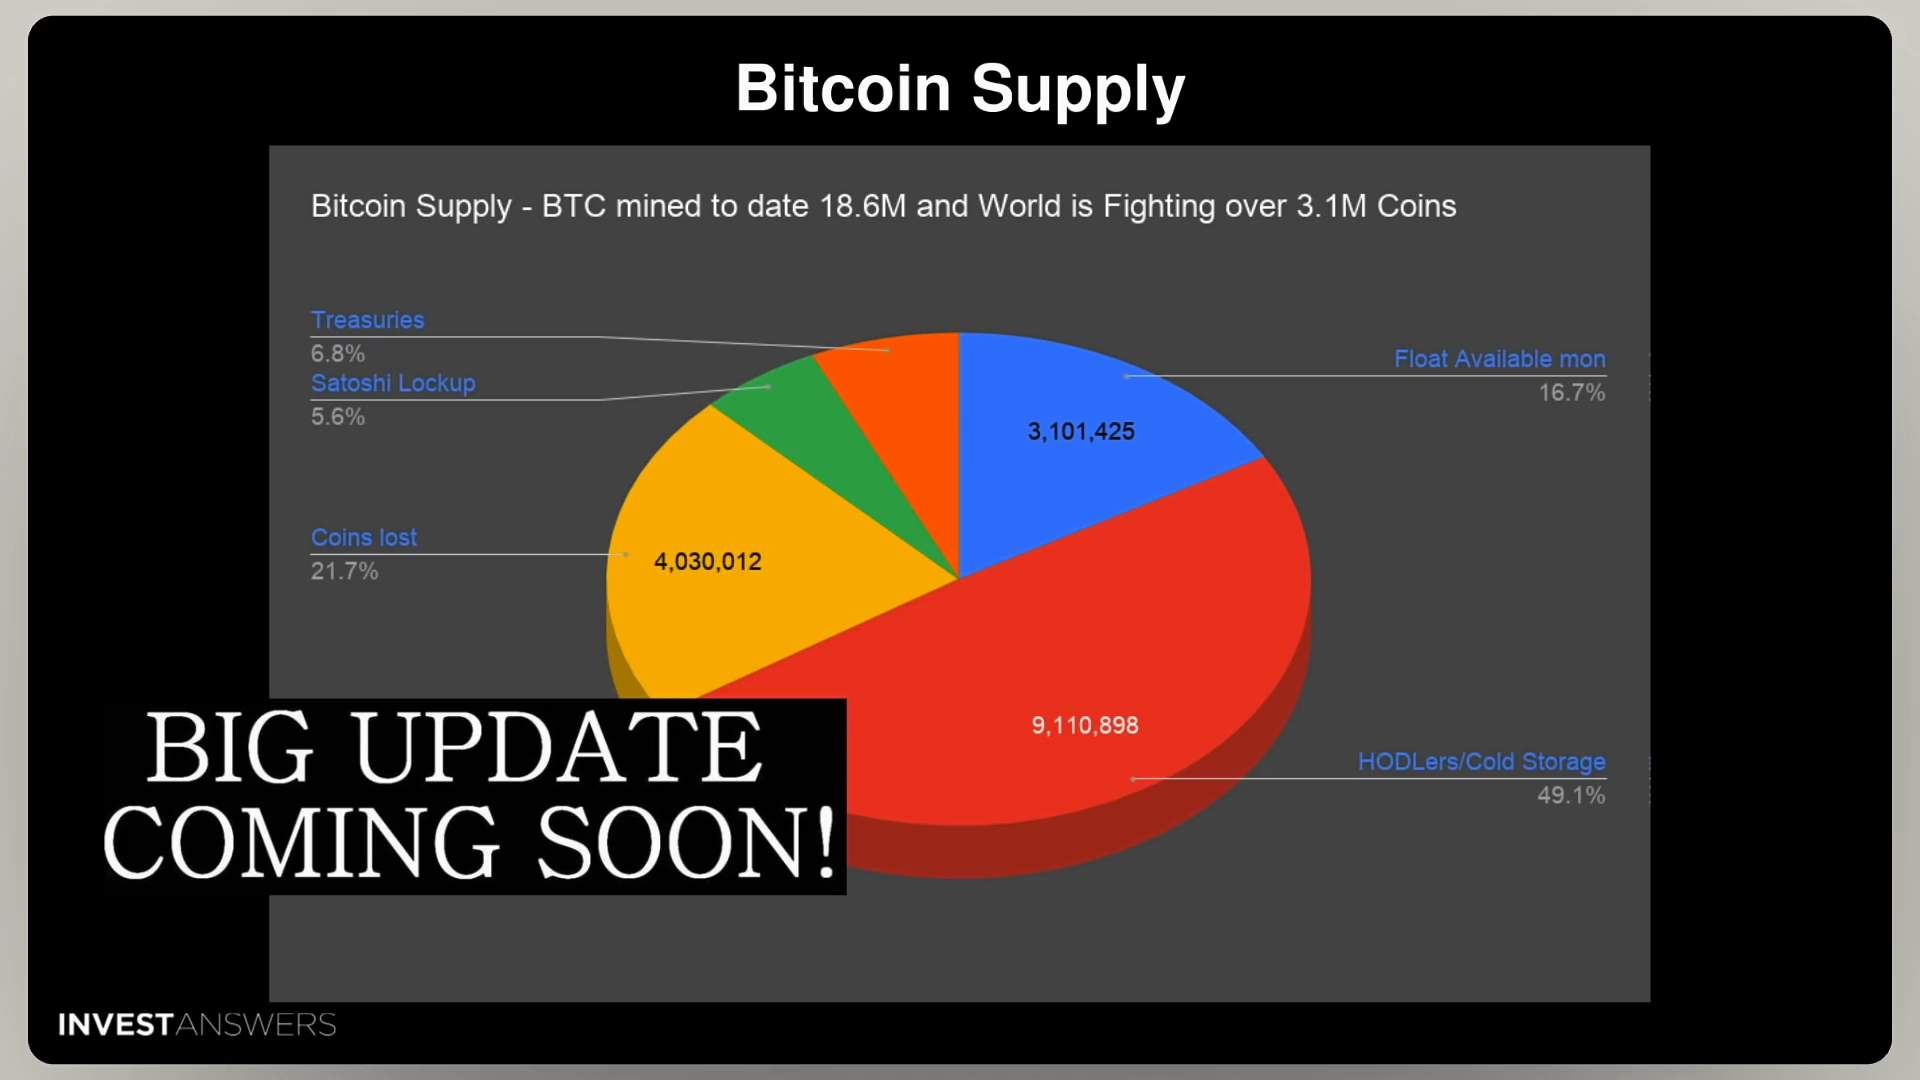 Bitcoin Supply
Bitcoin Supply - BTC mined to date 18.6M and World is Fighting over 3.1M Coins
Treasuries
6.8%
Satoshi Lockup
5.6%
Float Available mon
16.7%
3,101,425
Coins lost
21.7%
4,030,012
9,110,898
HODLers/Cold Storage
49.1%
BIG UPDATE
COMING SOON!
INVESTANSWERS